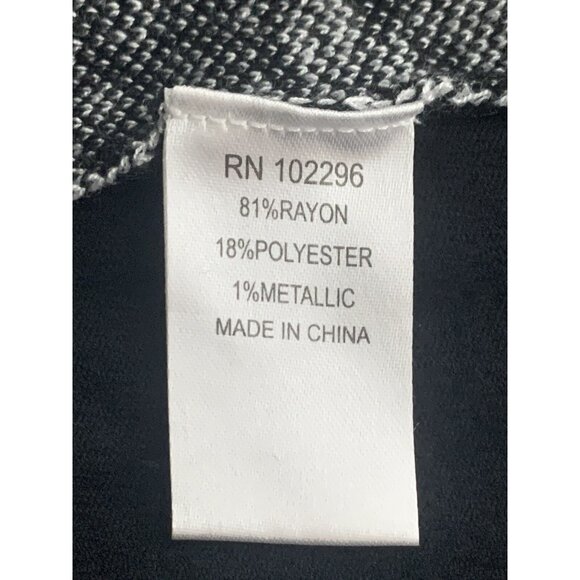 RN 102296
81%RAYON
18%POLYESTER
1%METALLIC
MADE IN CHINA